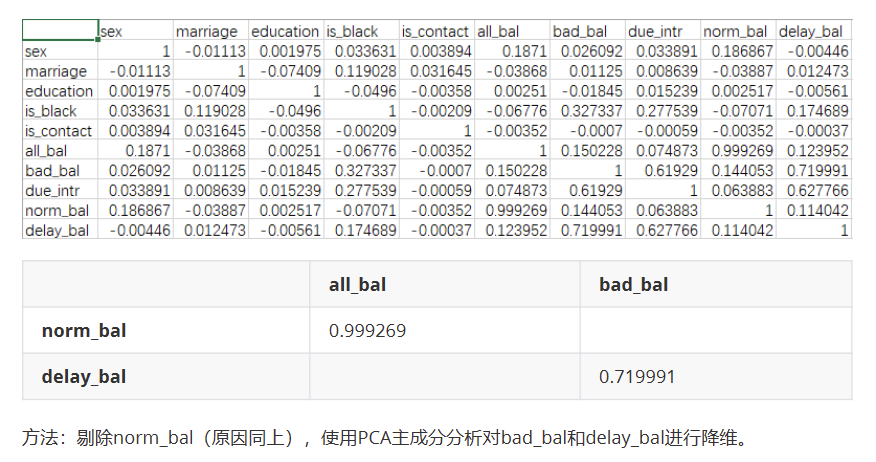 sex marriage education is_black is_contact all_bal bad_bal due_intr norm_bal delay_bal
sex 1 -0.01113 0.001975 0.033631 0.003894 0.1871 0.026092 0.033891 0.186867 -0.00446
marriage -0.01113 1 -0.07409 0.119028 0.031645 -0.03868 0.01125 0.008639 -0.03887 0.012473
education 0.001975 -0.07409 1 -0.0496 -0.00358 0.00251 -0.01845 0.015239 0.002517 -0.00561
is_black 0.033631 0.119028 -0.0496 1 -0.00209 -0.06776 0.327337 0.277539 -0.07071 0.174689
is_contact 0.003894 0.031645 -0.00358 -0.00209 1 -0.00352 -0.0007 -0.00059 -0.00352 -0.00037
all_bal 0.1871 -0.03868 0.00251 -0.06776 -0.00352 1 0.150228 0.074873 0.999269 0.123952
bad_bal 0.026092 0.01125 -0.01845 0.327337 -0.0007 0.150228 1 0.61929 0.144053 0.719991
due_intr 0.033891 0.008639 0.015239 0.277539 -0.00059 0.074873 0.61929 1 0.063883 0.627766
norm_bal 0.186867 -0.03887 0.002517 -0.07071 -0.00352 0.999269 0.144053 0.063883 1 0.114042
delay_bal -0.00446 0.012473 -0.00561 0.174689 -0.00037 0.123952 0.719991 0.627766 0.114042 1
all_bal bad_bal
norm_bal 0.999269
delay_bal 0.719991
方法：剔除norm_bal（原因同上），使用PCA主成分分析对bad_bal和delay_bal进行降维。